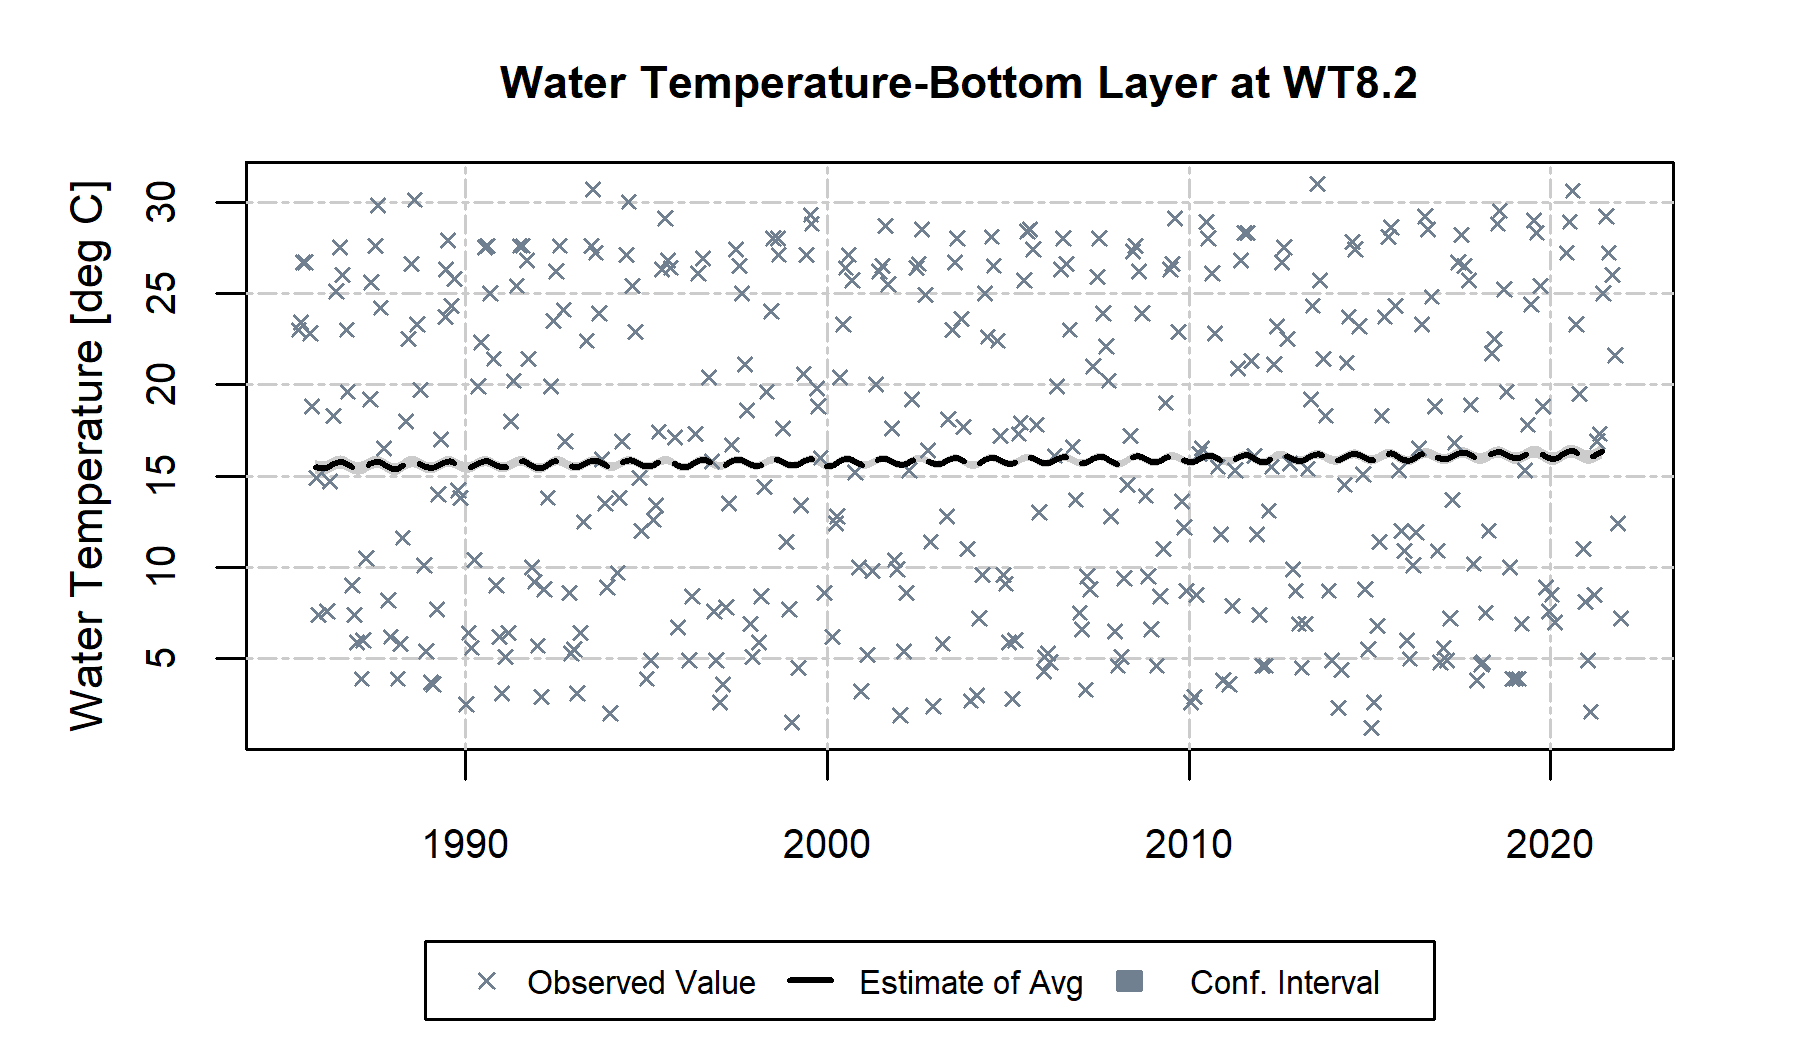 Water Temperature-Bottom Layer at WT8.2
Water Temperature [deg C]
30
25
20
15
10
5
1990 2000 2010 2020
Observed Value Estimate of Avg Conf. Interval